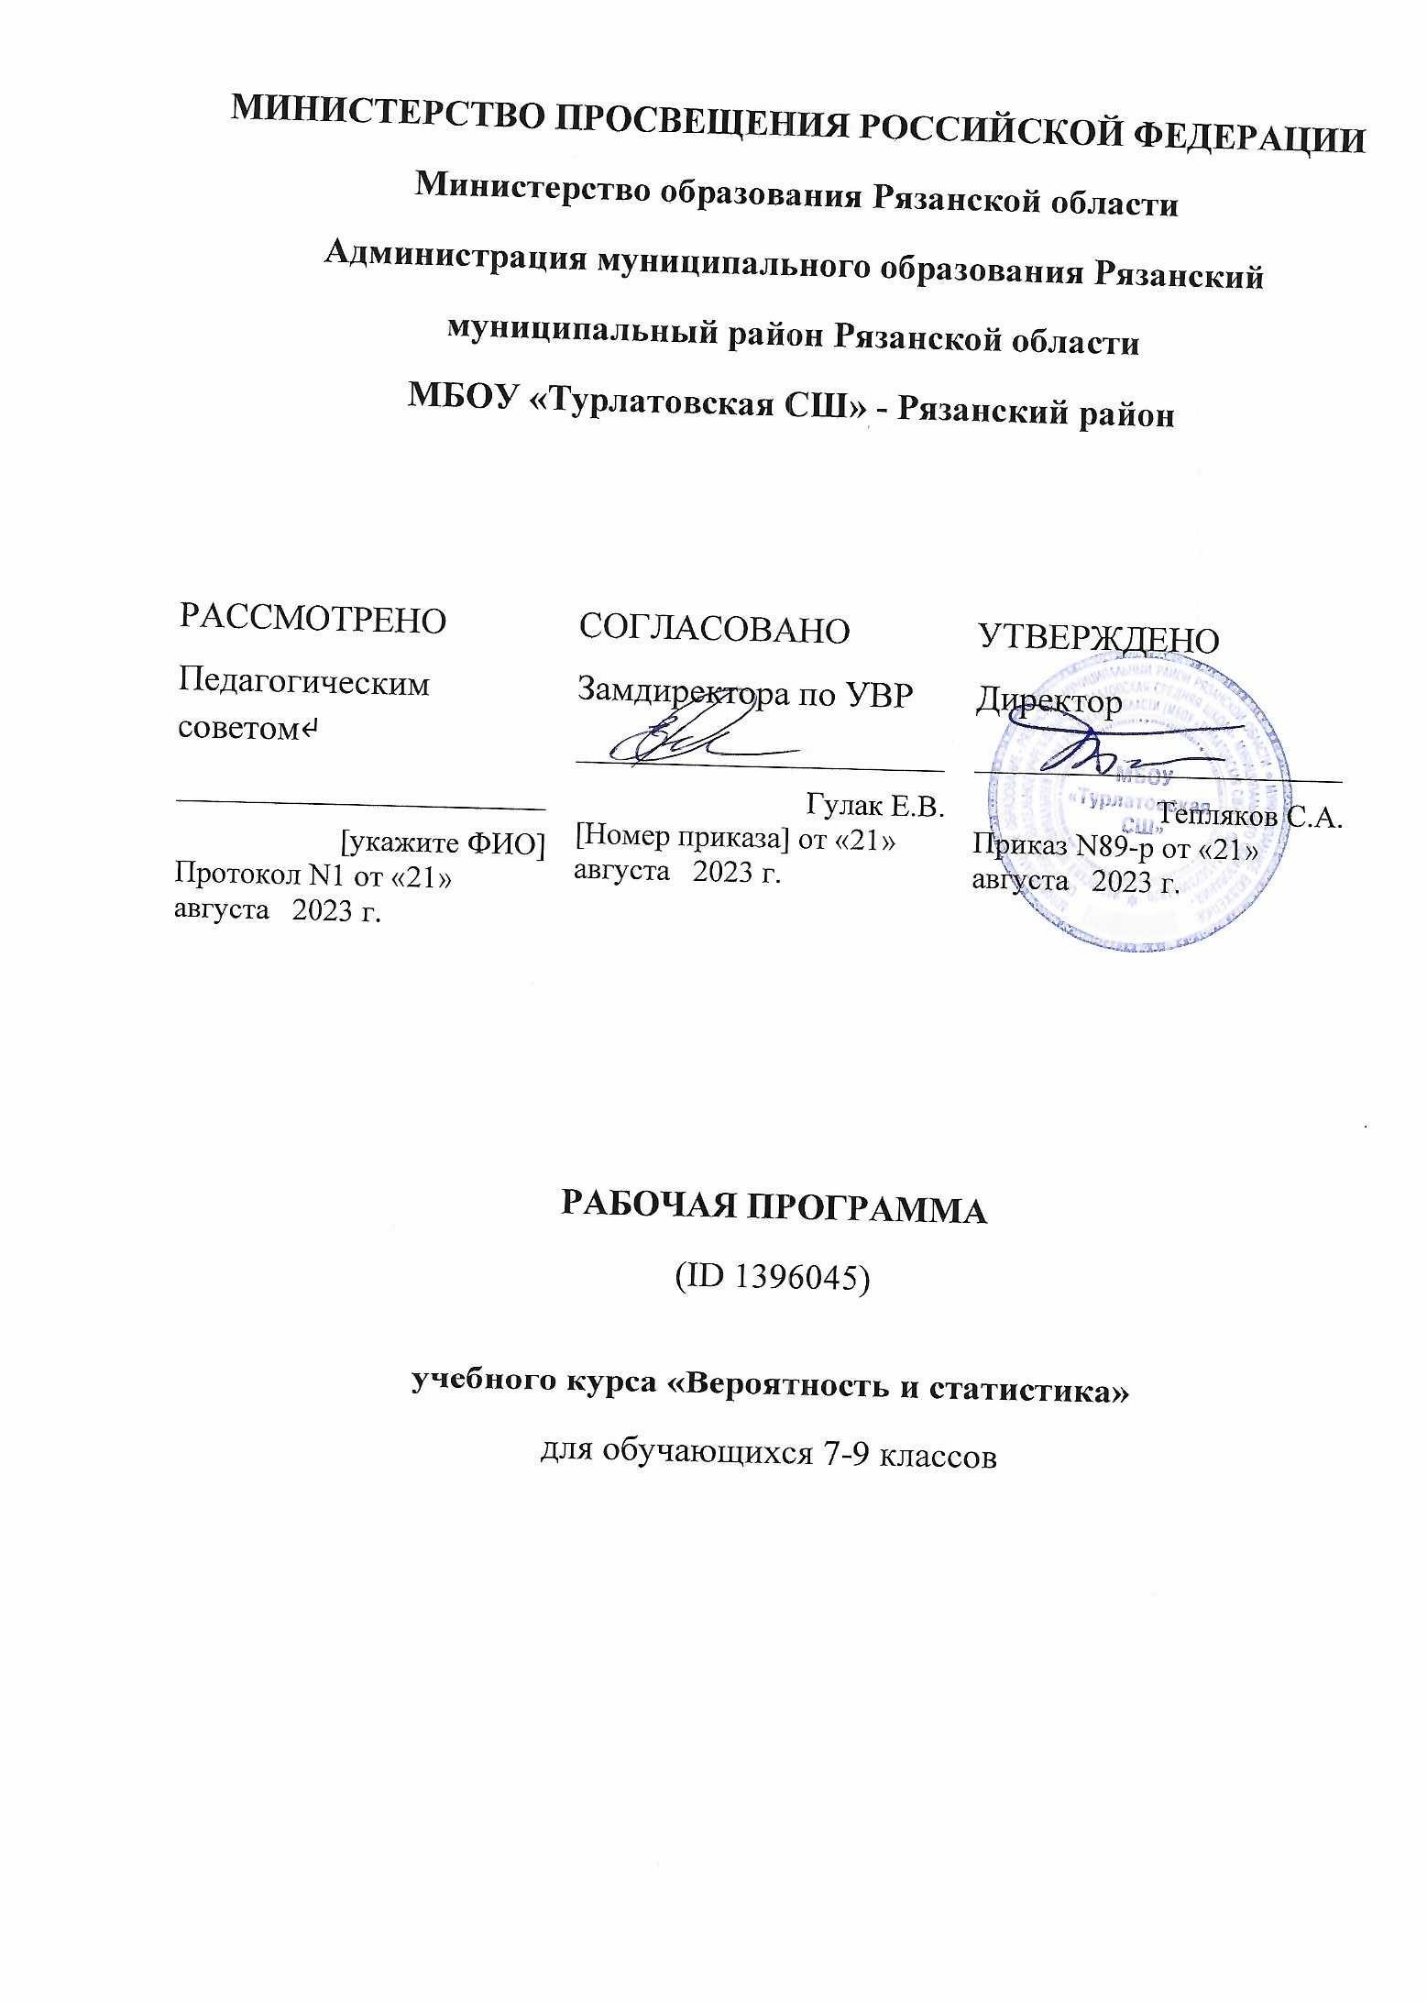 МИНИСТЕРСТВО ПРОСВЕЩЕНИЯ РОССИЙСКОЙ ФЕДЕРАЦИИ
Министерство образования Рязанской области
Администрация муниципального образования Рязанский
муниципальный район Рязанской области
МБОУ «Турлатовская СШ» - Рязанский район
РАССМОТРЕНО
Педагогическим
советом↵
[укажите ФИО]
Протокол N1 от «21»
августа 2023 г.
СОГЛАСОВАНО
Замдиректора по УВР
Гулак Е.В.
[Номер приказа] от «21»
августа 2023 г.
УТВЕРЖДЕНО
Директор
Тепляков С.А.
Приказ N89-р от «21»
августа 2023 г.
МБОУ
«Турлатовская
СШ»
РАБОЧАЯ ПРОГРАММА
(ID 1396045)
учебного курса «Вероятность и статистика»
для обучающихся 7-9 классов